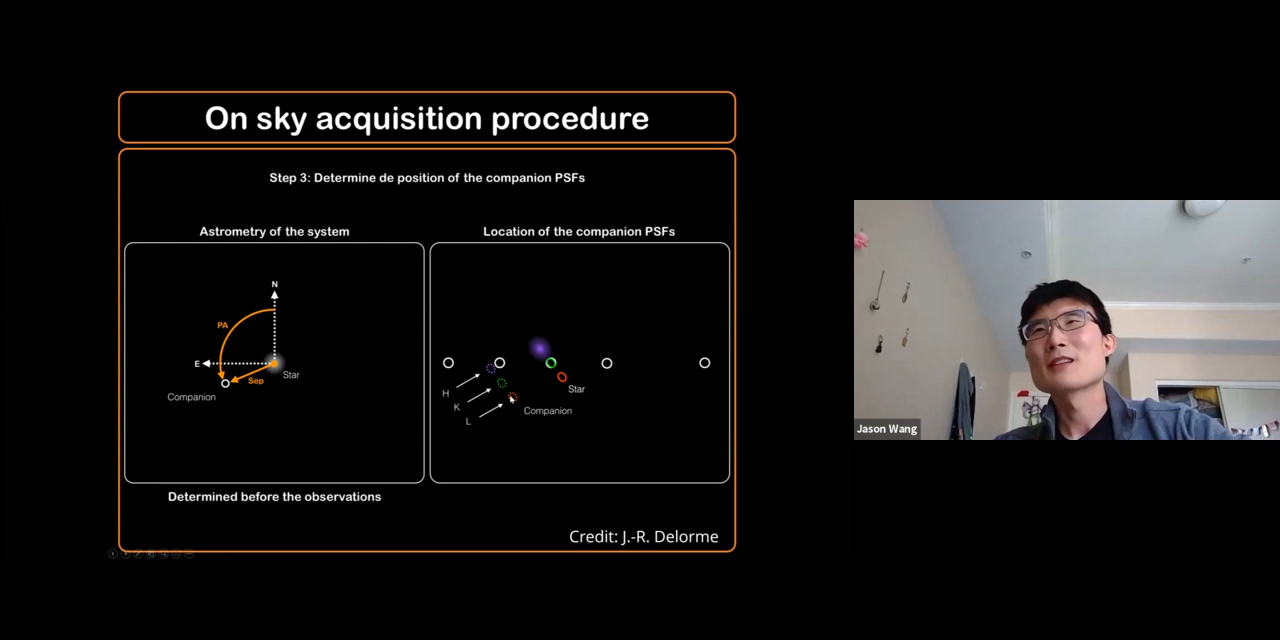 On sky acquisition procedure
Step 3: Determine de position of the companion PSFs
Astrometry of the system
Location of the companion PSFs
N
PA
E
Sep
Star
Companion
H
K
L
Star
Companion
Determined before the observations
Credit: J.-R. Delorme
Jason Wang